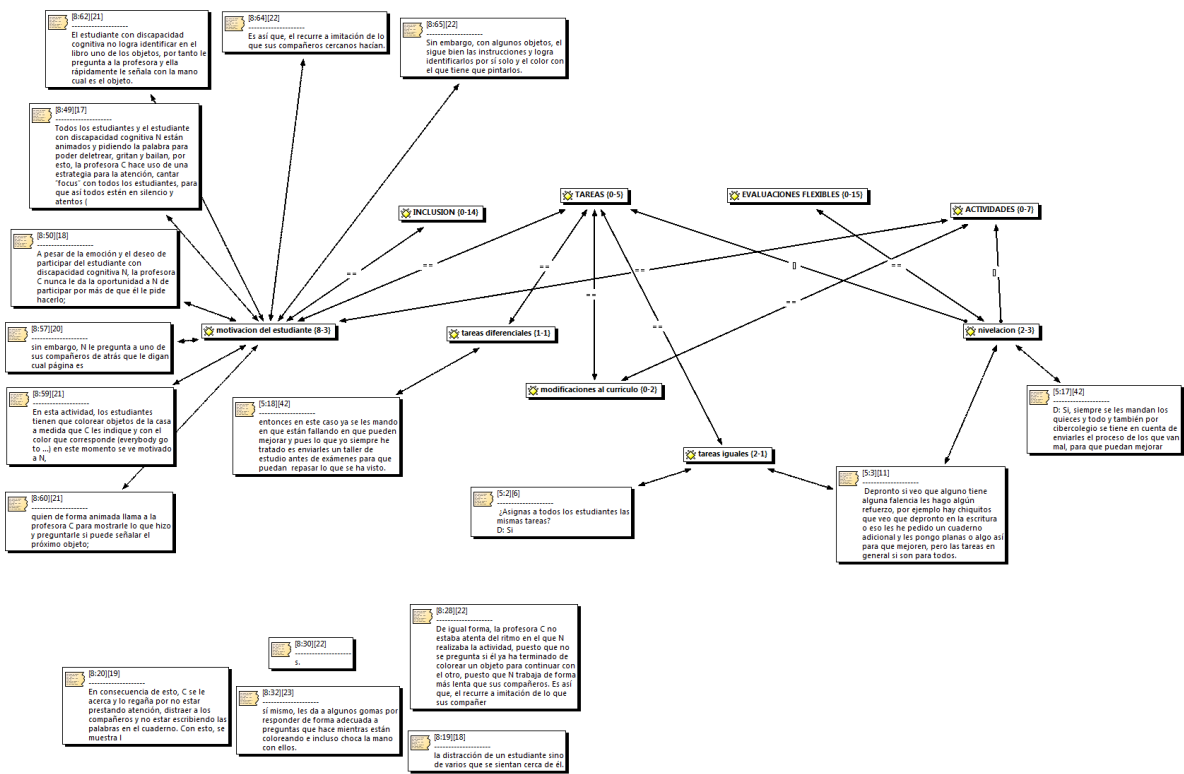 [8:62][21]
--------------------
El estudiante con discapacidad
cognitiva no logra identificar en el
libro uno de los objetos, por tanto le
pregunta a la profesora y ella
rápidamente le señala con la mano
cual es el objeto.
[8:64][22]
--------------------
Es así que, el recurre a imitación de lo
que sus compañeros cercanos hacían.
[8:65][22]
--------------------
Sin embargo, con algunos objetos, el
sigue bien las instrucciones y logra
identificarlos por sí solo y el color con
el que tiene que pintarlos.
[8:49][17]
--------------------
Todos los estudiantes y el estudiante
con discapacidad cognitiva N están
animados y pidiendo la palabra para
poder deletrear, gritan y bailan, por
esto, la profesora C hace uso de una
estrategia para la atención, cantar
"focus" con todos los estudiantes, para
que así todos estén en silencio y
atentos (
TAREAS {0-5}
EVALUACIONES FLEXIBLES {0-15}
INCLUSION {0-14}
ACTIVIDADES {0-7}
[8:50][18]
--------------------
A pesar de la emoción y el deseo de
participar del estudiante con
discapacidad cognitiva N, la profesora
C nunca le da la oportunidad a N de
participar por más de que él le pide
hacerlo;
==
==
==
==
[]
==
[]
==
==
==
motivacion del estudiante {8-3}
tareas diferenciales {1-1}
nivelacion {2-3}
[8:57][20]
--------------------
sin embargo, N le pregunta a uno de
sus compañeros de atrás que le digan
cual página es
modificaciones al curriculo {0-2}
[8:59][21]
--------------------
En esta actividad, los estudiantes
tienen que colorear objetos de la casa
a medida que C les indique y con el
color que corresponde (everybody go
to ...) en este momento se ve motivado
a N,
[5:18][42]
--------------------
entonces en este caso ya se les mando
en que están fallando en que pueden
mejorar y pues lo que yo siempre he
tratado es enviarles un taller de
estudio antes de exámenes para que
puedan  repasar lo que se ha visto.
[5:17][42]
--------------------
D: Si, siempre se les mandan los
quieces y todo y también por
cibercolegio se tiene en cuenta de
enviarles el proceso de los que van
mal, para que puedan mejorar
tareas iguales {2-1}
[8:60][21]
--------------------
quien de forma animada llama a la
profesora C para mostrarle lo que hizo
y preguntarle si puede señalar el
próximo objeto;
[5:2][6]
--------------------
¿Asignas a todos los estudiantes las
mismas tareas?
D: Si
[5:3][11]
--------------------
Depronto si veo que alguno tiene
alguna falencia les hago algún
refuerzo, por ejemplo hay chiquitos
que veo que depronto en la escritura
o eso les he pedido un cuaderno
adicional y les pongo planas o algo así
para que mejoren, pero las tareas en
general si son para todos.
[8:28][22]
--------------------
De igual forma, la profesora C no
estaba atenta del ritmo en el que N
realizaba la actividad, puesto que no
se pregunta si él ya ha terminado de
colorear un objeto para continuar con
el otro, puesto que N trabaja de forma
más lenta que sus compañeros. Es así
que, el recurre a imitación de lo que
sus compañer
[8:30][22]
--------------------
s.
[8:20][19]
--------------------
En consecuencia de esto, C se le
acerca y lo regaña por no estar
prestando atención, distraer a los
compañeros y no estar escribiendo las
palabras en el cuaderno. Con esto, se
muestra l
[8:32][23]
--------------------
sí mismo, les da a algunos gomas por
responder de forma adecuada a
preguntas que hace mientras están
coloreando e incluso choca la mano
con ellos.
[8:19][18]
--------------------
la distracción de un estudiante sino
de varios que se sientan cerca de él.